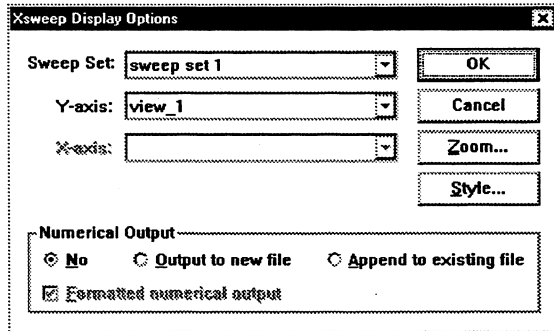 Xsweep Display Options
Sweep Set: sweep set 1
OK
Y-axis: view_1
Cancel
X-axis:
Zoom...
Style...
Numerical Output
No Output to new file Append to existing file
Formatted numerical output